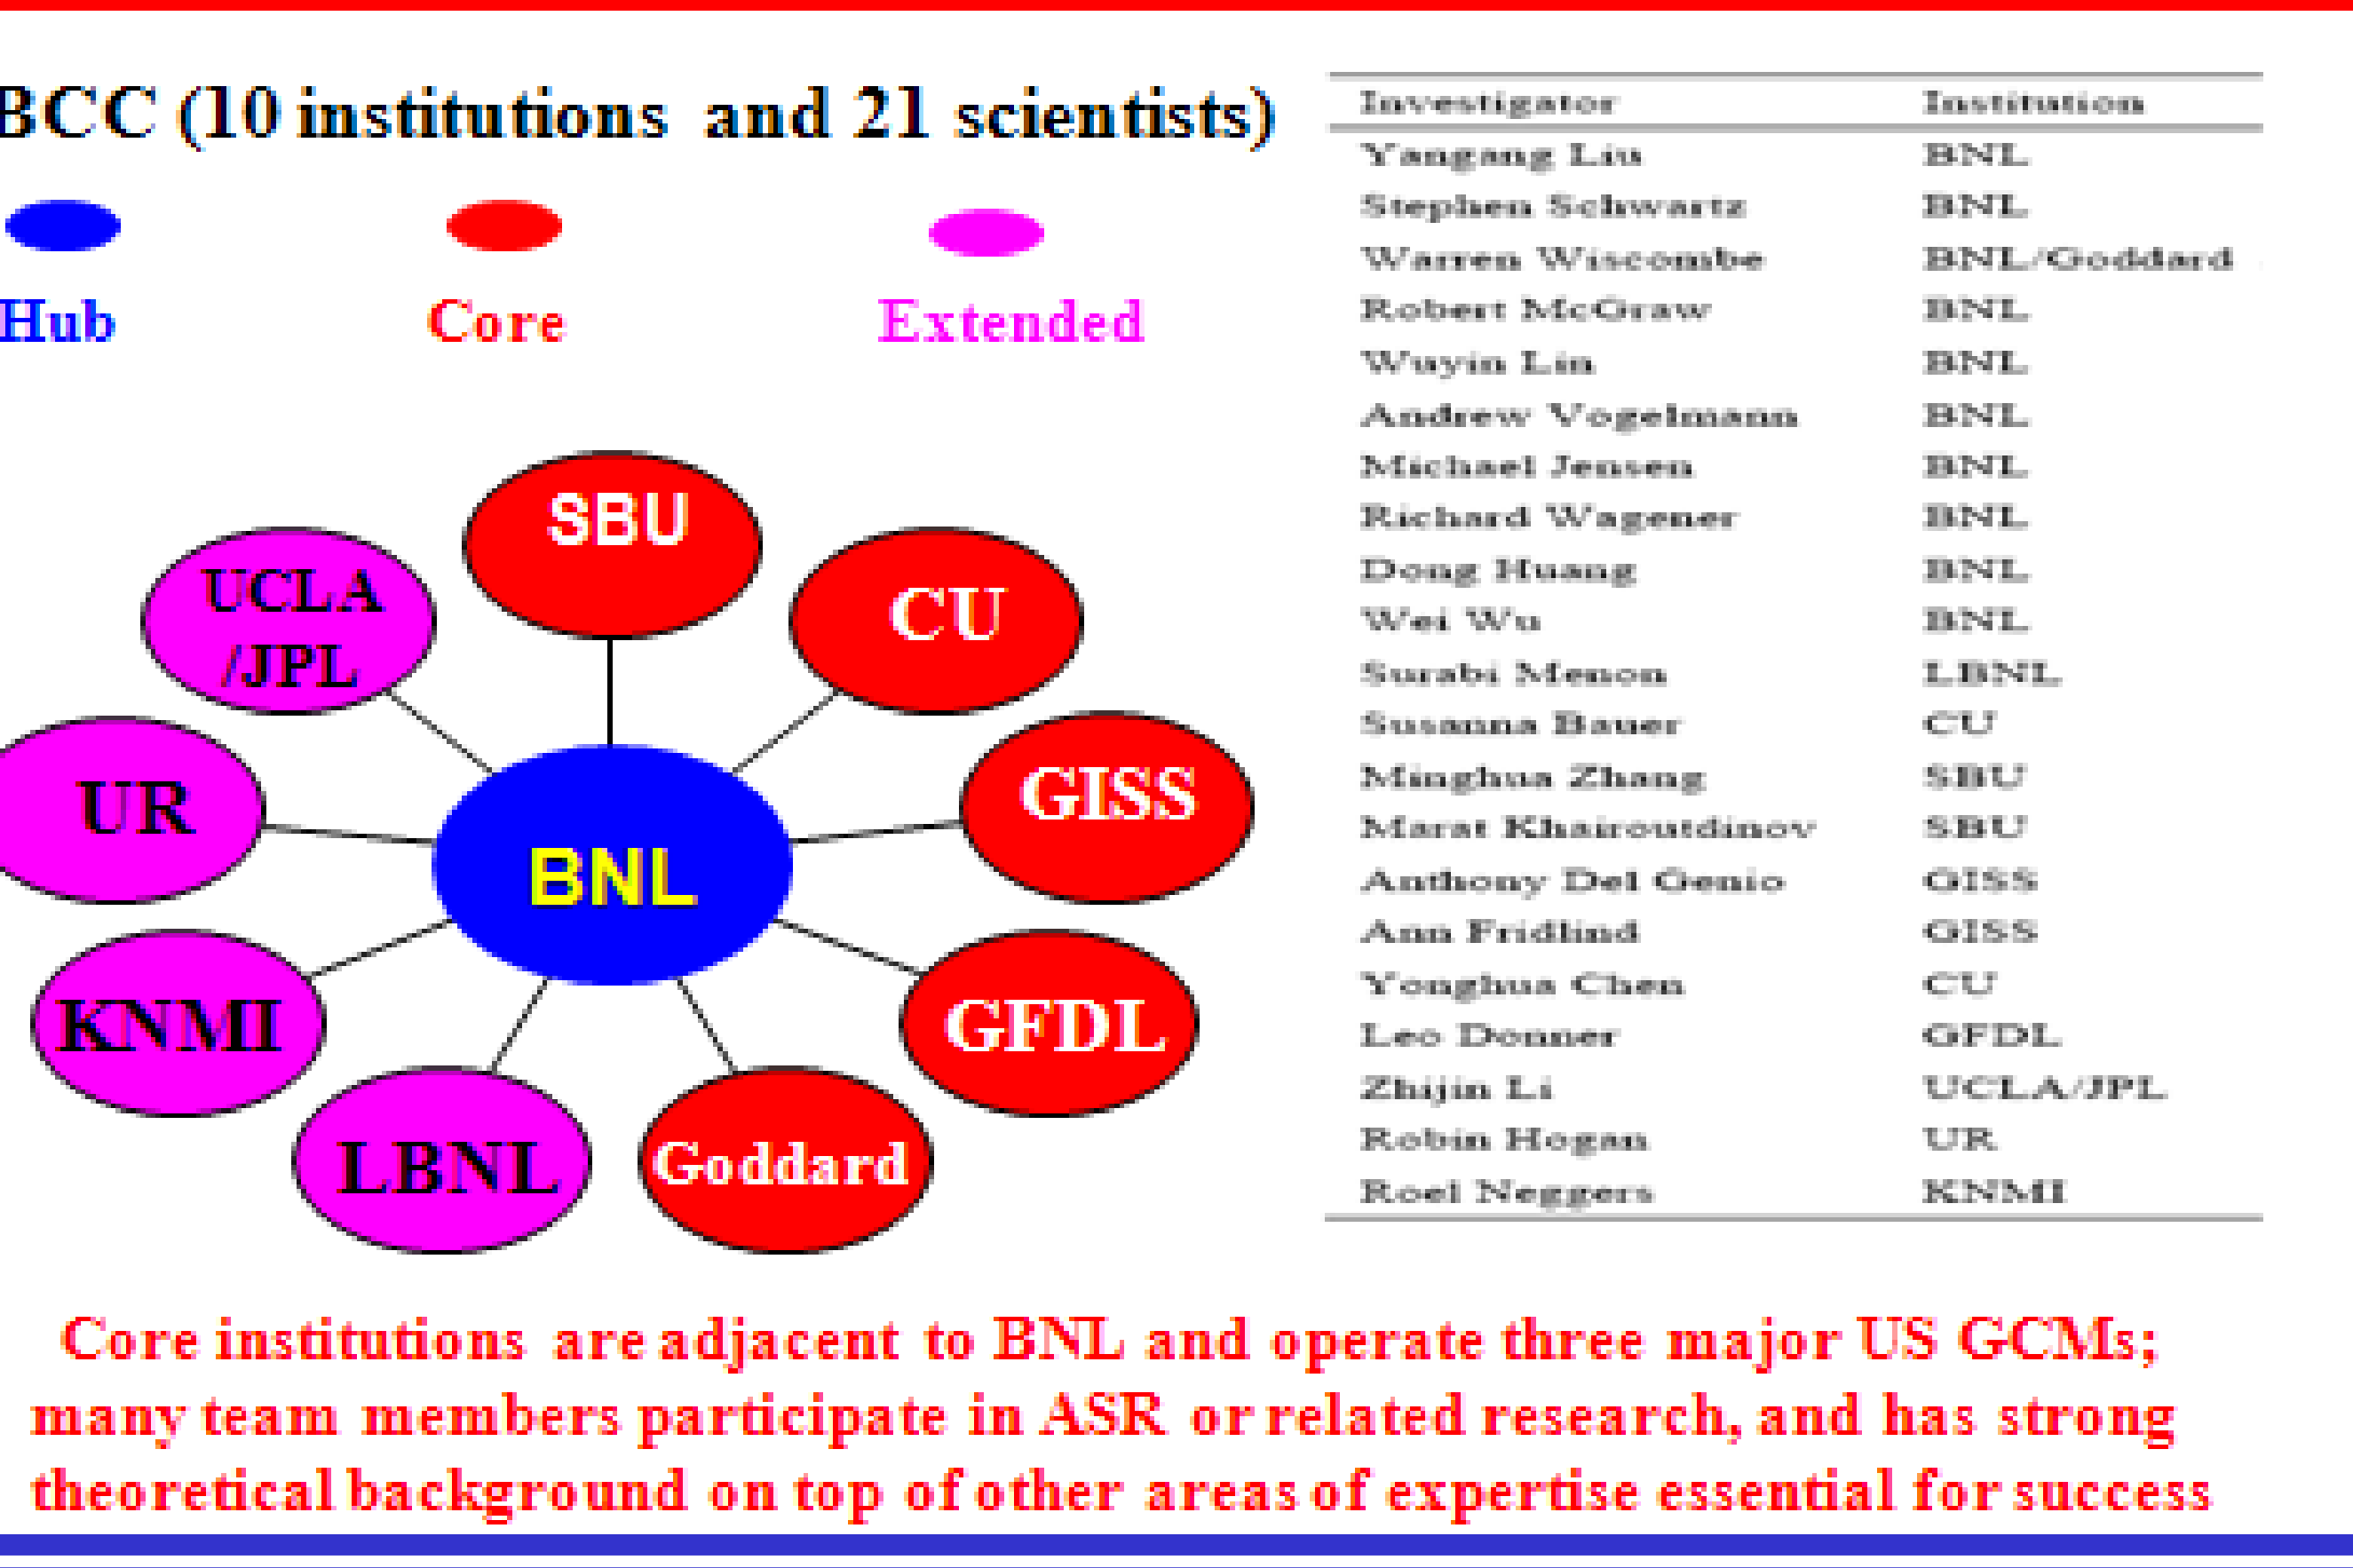 BCC (10 institutions and 21 scientists)
Hub Core Extended
SBU
CU
GISS
GFDL
Goddard
LBNL
KNMI
UR
UCLA
/JPL
BNL
Investigator Institution
Yangang Liu BNL
Stephen Schwartz BNL
Warren Wiscombe BNL/Goddard
Robert McGraw BNL
Wuyin Lin BNL
Andrew Vogelmann BNL
Michael Jensen BNL
Richard Wagener BNL
Dong Huang BNL
Wei Wu BNL
Surabi Menon LBNL
Susanna Bauer CU
Minghua Zhang SBU
Marat Khairoutdinov SBU
Anthony Del Genio GISS
Ann Fridlind GISS
Yonghua Chen CU
Leo Donner GFDL
Zhijin Li UCLA/JPL
Robin Hogan UR
Roel Neggers KNMI
Core institutions are adjacent to BNL and operate three major US GCMs;
many team members participate in ASR or related research, and has strong
theoretical background on top of other areas of expertise essential for success